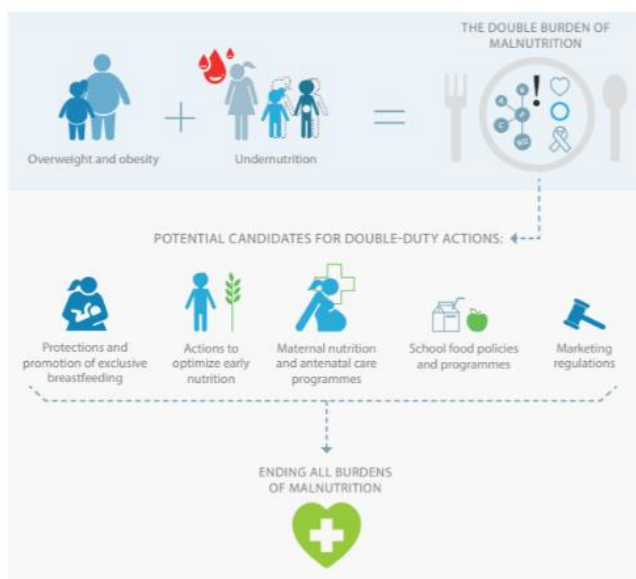 THE DOUBLE BURDEN OF
MALNUTRITION
Overweight and obesity
Undernutrition
POTENTIAL CANDIDATES FOR DOUBLE-DUTY ACTIONS:
Protections and
promotion of exclusive
breastfeeding
Actions to
optimize early
nutrition
Maternal nutrition
and antenatal care
programmes
School food policies
and programmes
Marketing
regulations
ENDING ALL BURDENS
OF MALNUTRITION